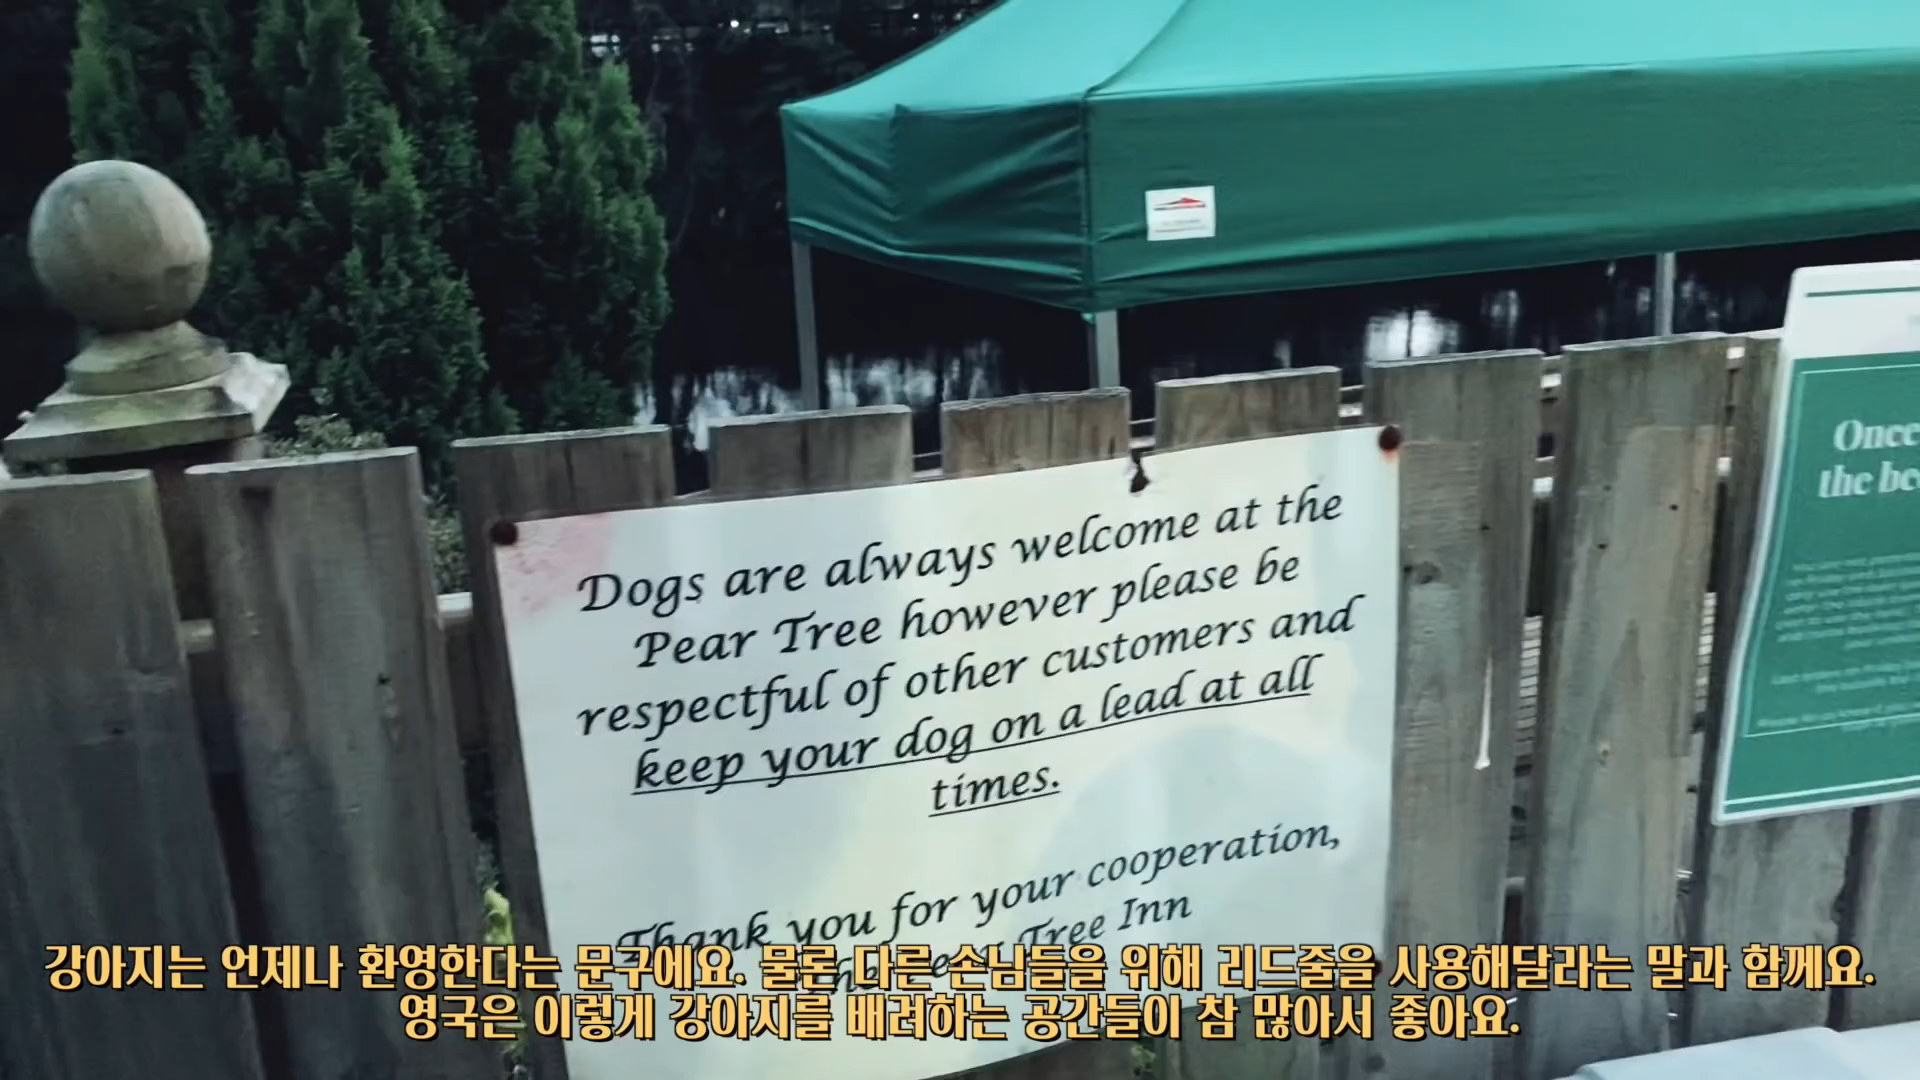 Dogs are always welcome at the
Pear Tree however please be
respectful of other customers and
keep your dog on a lead at all
times.
Thank you for your cooperation,
Tree Inn
Once
the
강아지는 언제나 환영한다는 문구에요. 물론 다른 손님들을 위해 리드줄을 사용해달라는 말과 함께요.
영국은 이렇게 강아지를 배려하는 공간들이 참 많아서 좋아요.